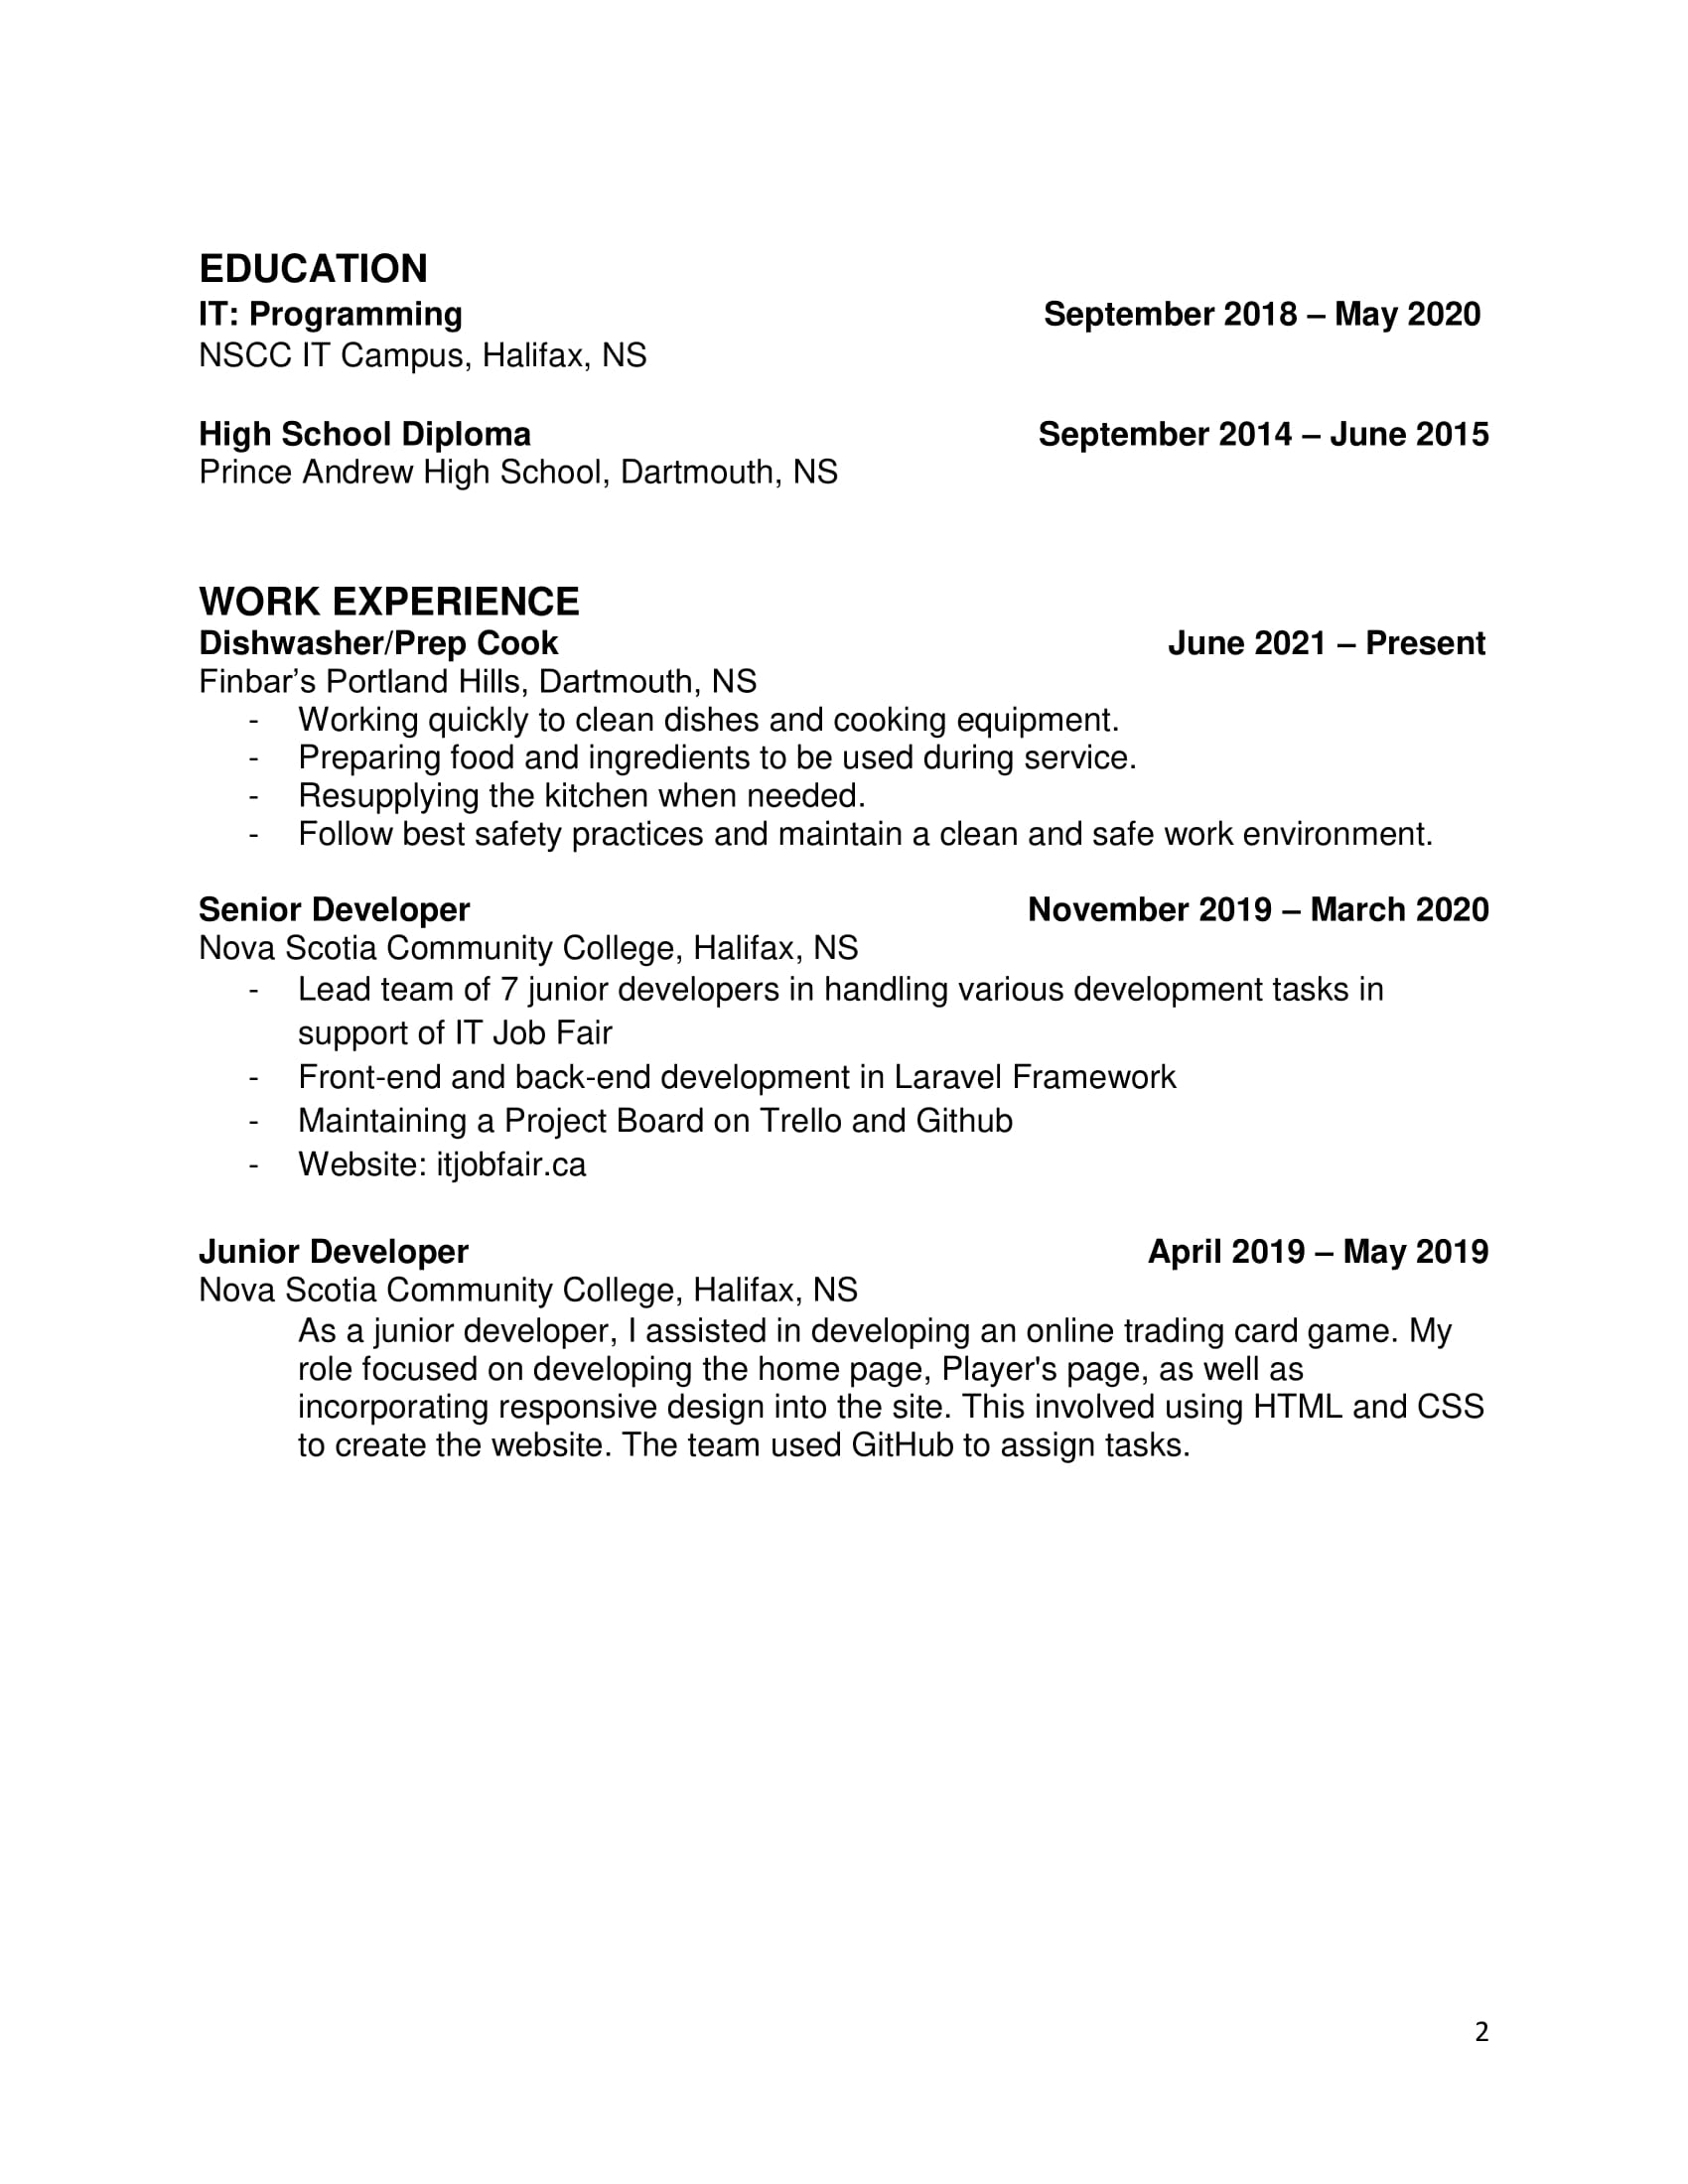 EDUCATION
IT: Programming September 2018 – May 2020
NSCC IT Campus, Halifax, NS
High School Diploma September 2014 – June 2015
Prince Andrew High School, Dartmouth, NS
WORK EXPERIENCE
Dishwasher/Prep Cook June 2021 – Present
Finbar’s Portland Hills, Dartmouth, NS
- Working quickly to clean dishes and cooking equipment.
- Preparing food and ingredients to be used during service.
- Resupplying the kitchen when needed.
- Follow best safety practices and maintain a clean and safe work environment.
Senior Developer November 2019 – March 2020
Nova Scotia Community College, Halifax, NS
- Lead team of 7 junior developers in handling various development tasks in
support of IT Job Fair
- Front-end and back-end development in Laravel Framework
- Maintaining a Project Board on Trello and Github
- Website: itjobfair.ca
Junior Developer April 2019 – May 2019
Nova Scotia Community College, Halifax, NS
As a junior developer, I assisted in developing an online trading card game. My
role focused on developing the home page, Player's page, as well as
incorporating responsive design into the site. This involved using HTML and CSS
to create the website. The team used GitHub to assign tasks.
2